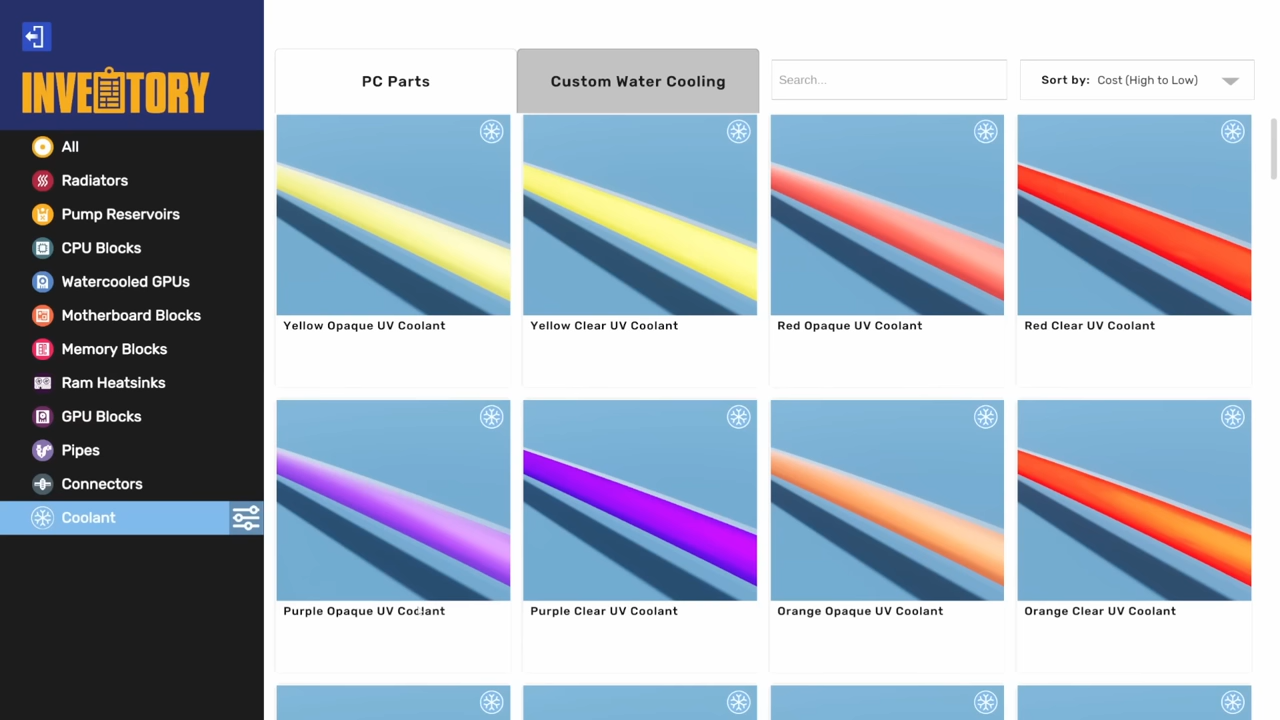 INVENTORY
All
Radiators
Pump Reservoirs
CPU Blocks
Watercooled GPUs
Motherboard Blocks
Memory Blocks
Ram Heatsinks
GPU Blocks
Pipes
Connectors
Coolant
PC Parts
Custom Water Cooling
Search...
Sort by: Cost (High to Low)
Yellow Opaque UV Coolant
Yellow Clear UV Coolant
Red Opaque UV Coolant
Red Clear UV Coolant
Purple Opaque UV Coolant
Purple Clear UV Coolant
Orange Opaque UV Coolant
Orange Clear UV Coolant